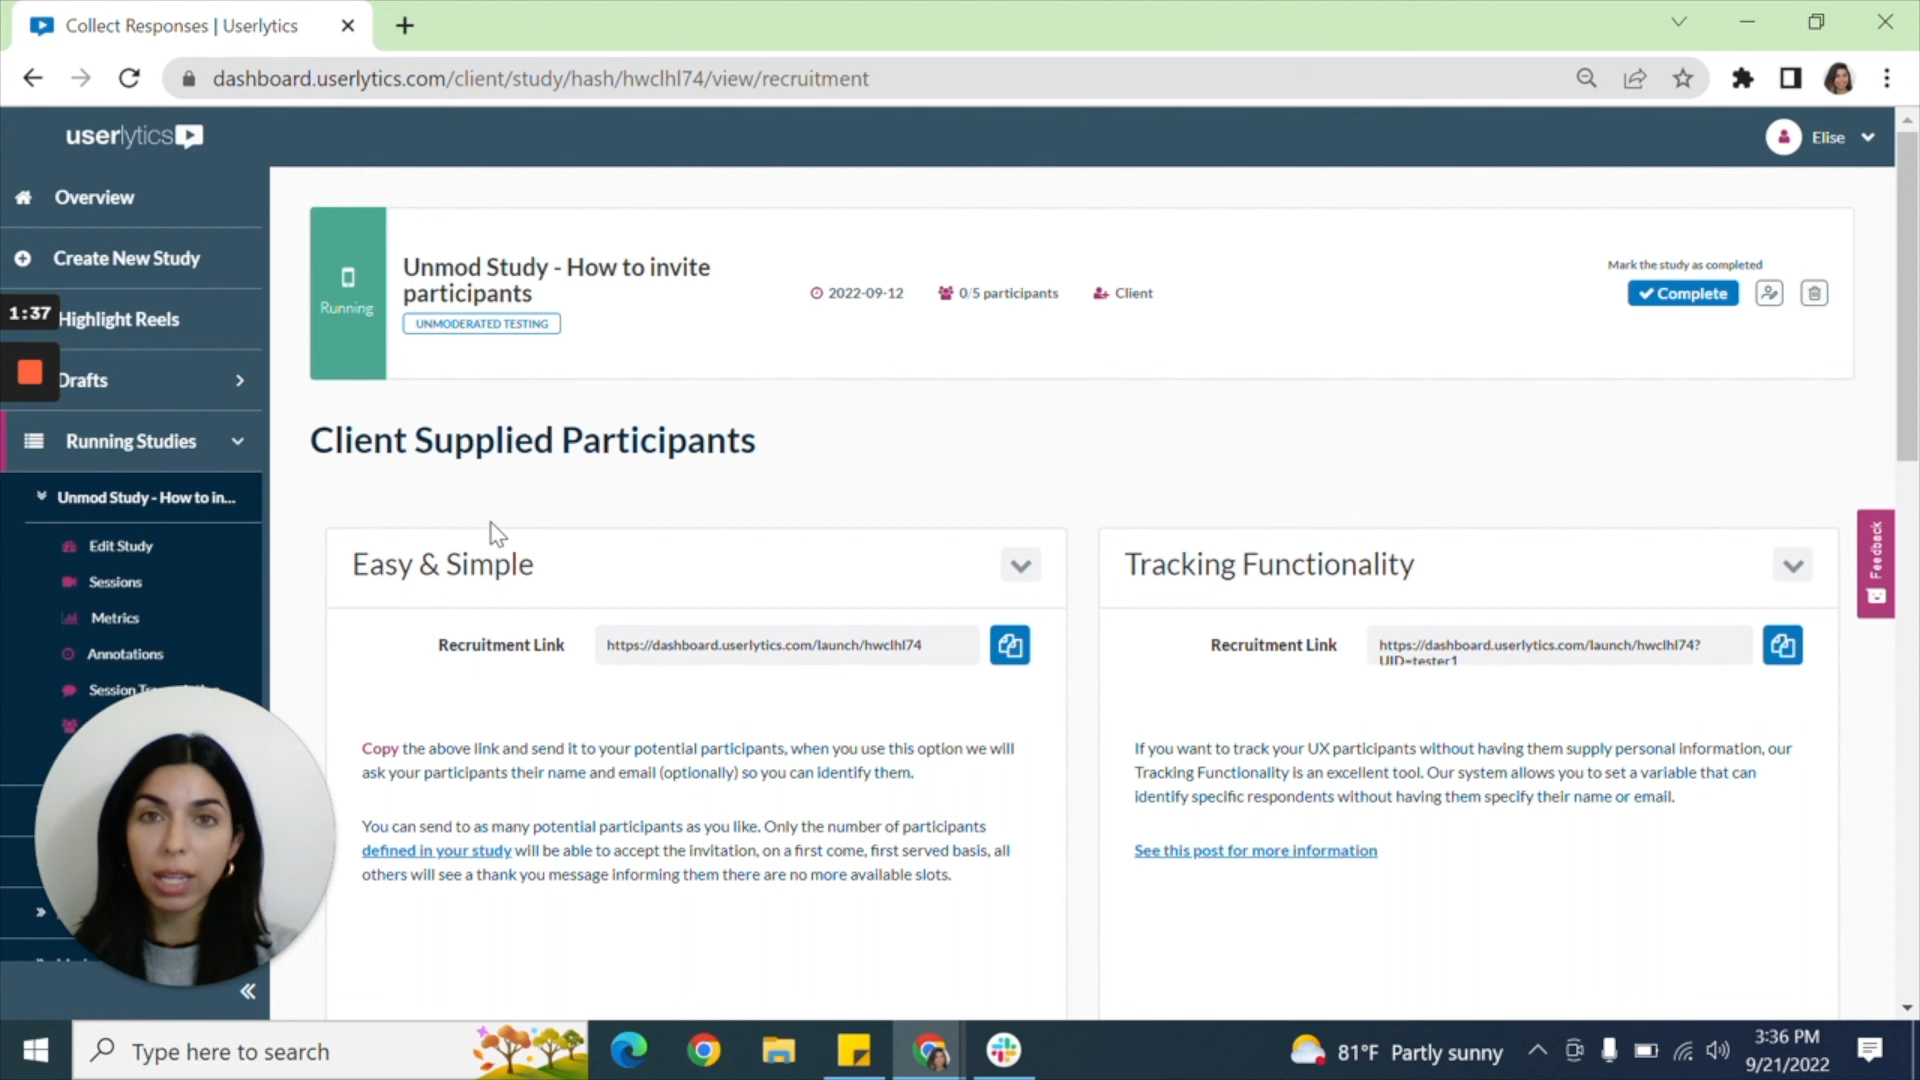 Collect Responses | Userlytics
dashboard.userlytics.com/client/study/hash/hwclhl74/view/recruitment
userlytics
Elise
Overview
Create New Study
1:37
Highlight Reels
Drafts
Running Studies
Unmod Study - How to in...
Edit Study
Sessions
Metrics
Annotations
Session
Running
Unmod Study - How to invite
participants
UNMODERATED TESTING
2022-09-12
0/5 participants
Client
Mark the study as completed
Complete
Client Supplied Participants
Easy & Simple
Recruitment Link
https://dashboard.userlytics.com/launch/hwclhl74
Copy the above link and send it to your potential participants, when you use this option we will
ask your participants their name and email (optionally) so you can identify them.
You can send to as many potential participants as you like. Only the number of participants
defined in your study will be able to accept the invitation, on a first come, first served basis, all
others will see a thank you message informing them there are no more available slots.
Tracking Functionality
Recruitment Link
https://dashboard.userlytics.com/launch/hwclhl74?
UID=tester1
If you want to track your UX participants without having them supply personal information, our
Tracking Functionality is an excellent tool. Our system allows you to set a variable that can
identify specific respondents without having them specify their name or email.
See this post for more information
Feedback
Type here to search
81°F Partly sunny
3:36 PM
9/21/2022